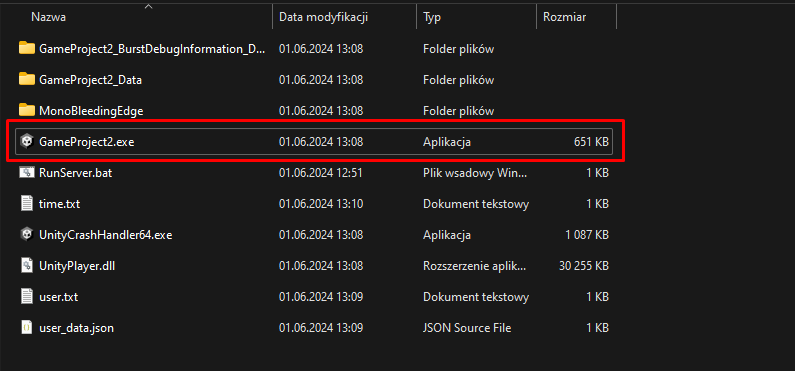 Nazwa Data modyfikacji Typ Rozmiar
GameProject2_BurstDebugInformation_D... 01.06.2024 13:08 Folder plików
GameProject2_Data 01.06.2024 13:08 Folder plików
MonoBleedingEdge 01.06.2024 13:08 Folder plików
GameProject2.exe 01.06.2024 13:08 Aplikacja 651 KB
RunServer.bat 01.06.2024 12:51 Plik wsadowy Win... 1 KB
time.txt 01.06.2024 13:10 Dokument tekstowy 1 KB
UnityCrashHandler64.exe 01.06.2024 13:08 Aplikacja 1 087 KB
UnityPlayer.dll 01.06.2024 13:08 Rozszerzenie aplik... 30 255 KB
user.txt 01.06.2024 13:09 Dokument tekstowy 1 KB
user_data.json 01.06.2024 13:09 JSON Source File 1 KB